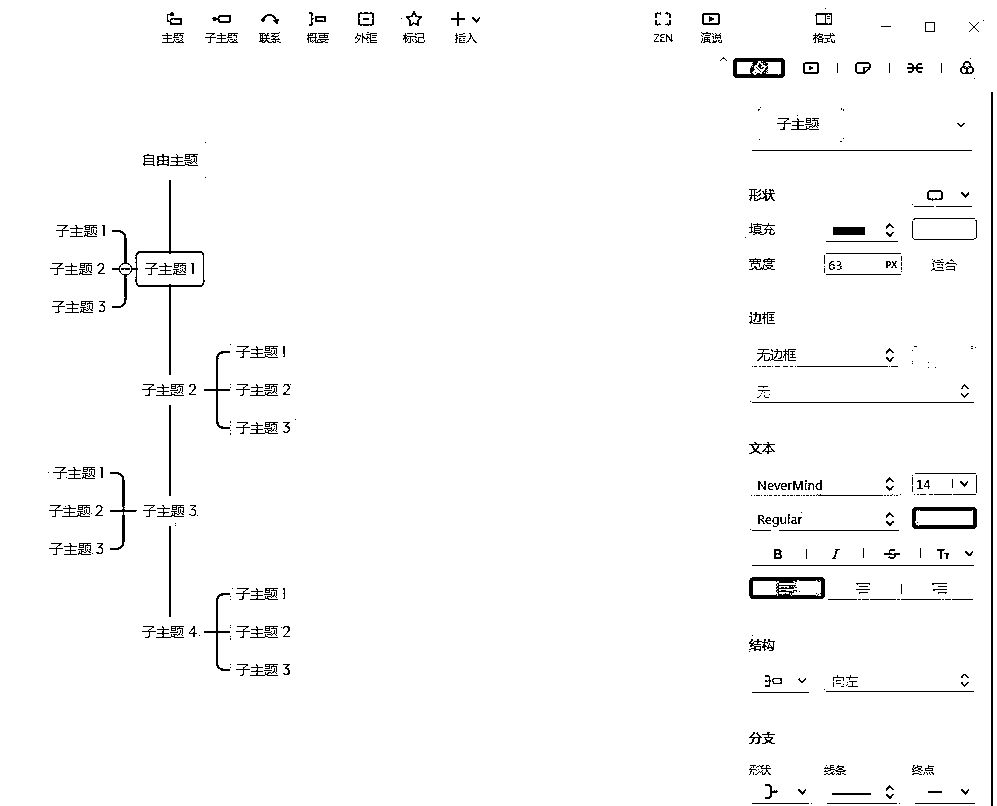 主题 子主题 联系 概要 外框 标记 插入 ZEN 演说 格式
子主题
自由主题
子主题 1
子主题 2
子主题 3
子主题 1
子主题 1
子主题 2
子主题 3
子主题 2
子主题 1
子主题 2
子主题 3
子主题 3
子主题 1
子主题 2
子主题 3
子主题 4
形状
填充
宽度 63 PX 适合
边框
无边框
无
文本
NeverMind 14
Regular
B I S Tт
结构
向左
分支
形状 线条 终点